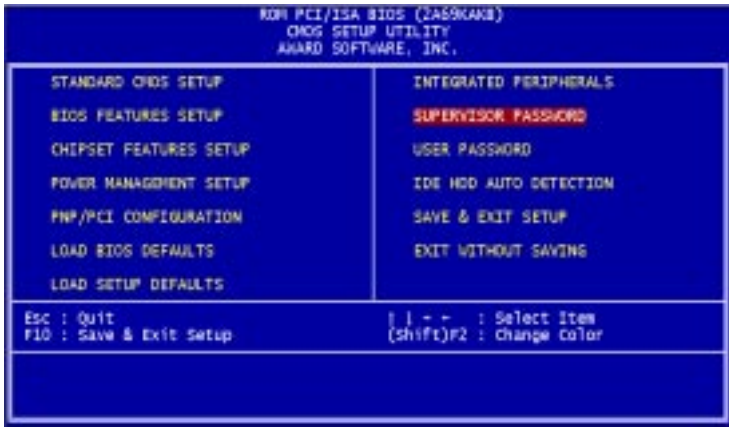 ROM PCI/ISA BIOS (2A69KAKB)
CMOS SETUP UTILITY
AWARD SOFTWARE, INC.
STANDARD CMOS SETUP
BIOS FEATURES SETUP
CHIPSET FEATURES SETUP
POWER MANAGEMENT SETUP
PNP/PCI CONFIGURATION
LOAD BIOS DEFAULTS
LOAD SETUP DEFAULTS
INTEGRATED PERIPHERALS
SUPERVISOR PASSWORD
USER PASSWORD
IDE HDD AUTO DETECTION
SAVE & EXIT SETUP
EXIT WITHOUT SAVING
Esc : Quit
F10 : Save & Exit Setup
: Select Item
(Shift)F2 : Change Color